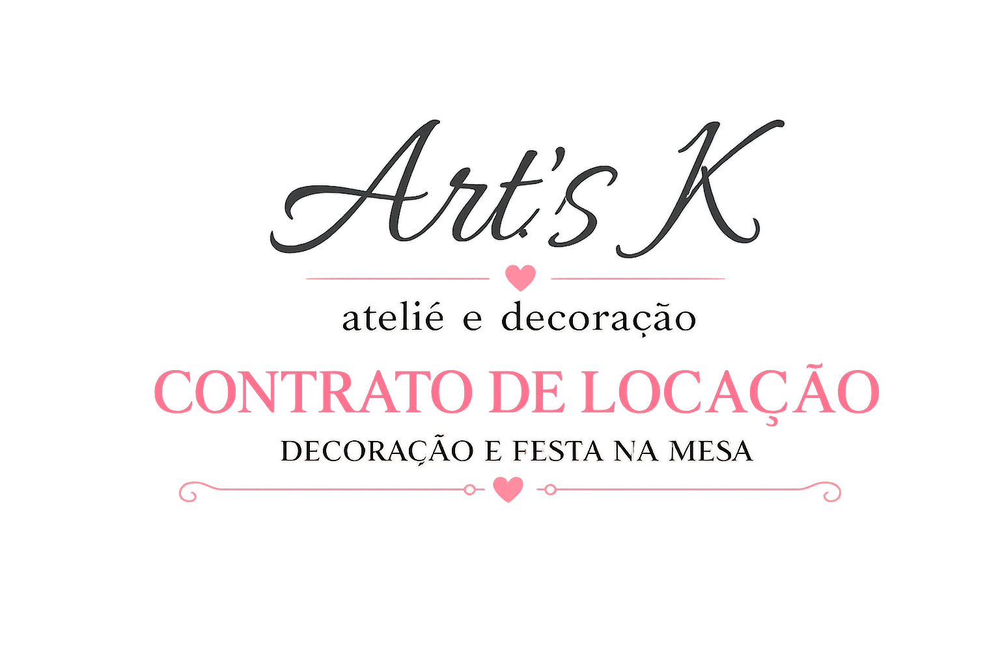 Art's K
atelié e decoração
CONTRATO DE LOCAÇÃO
DECORAÇÃO E FESTA NA MESA